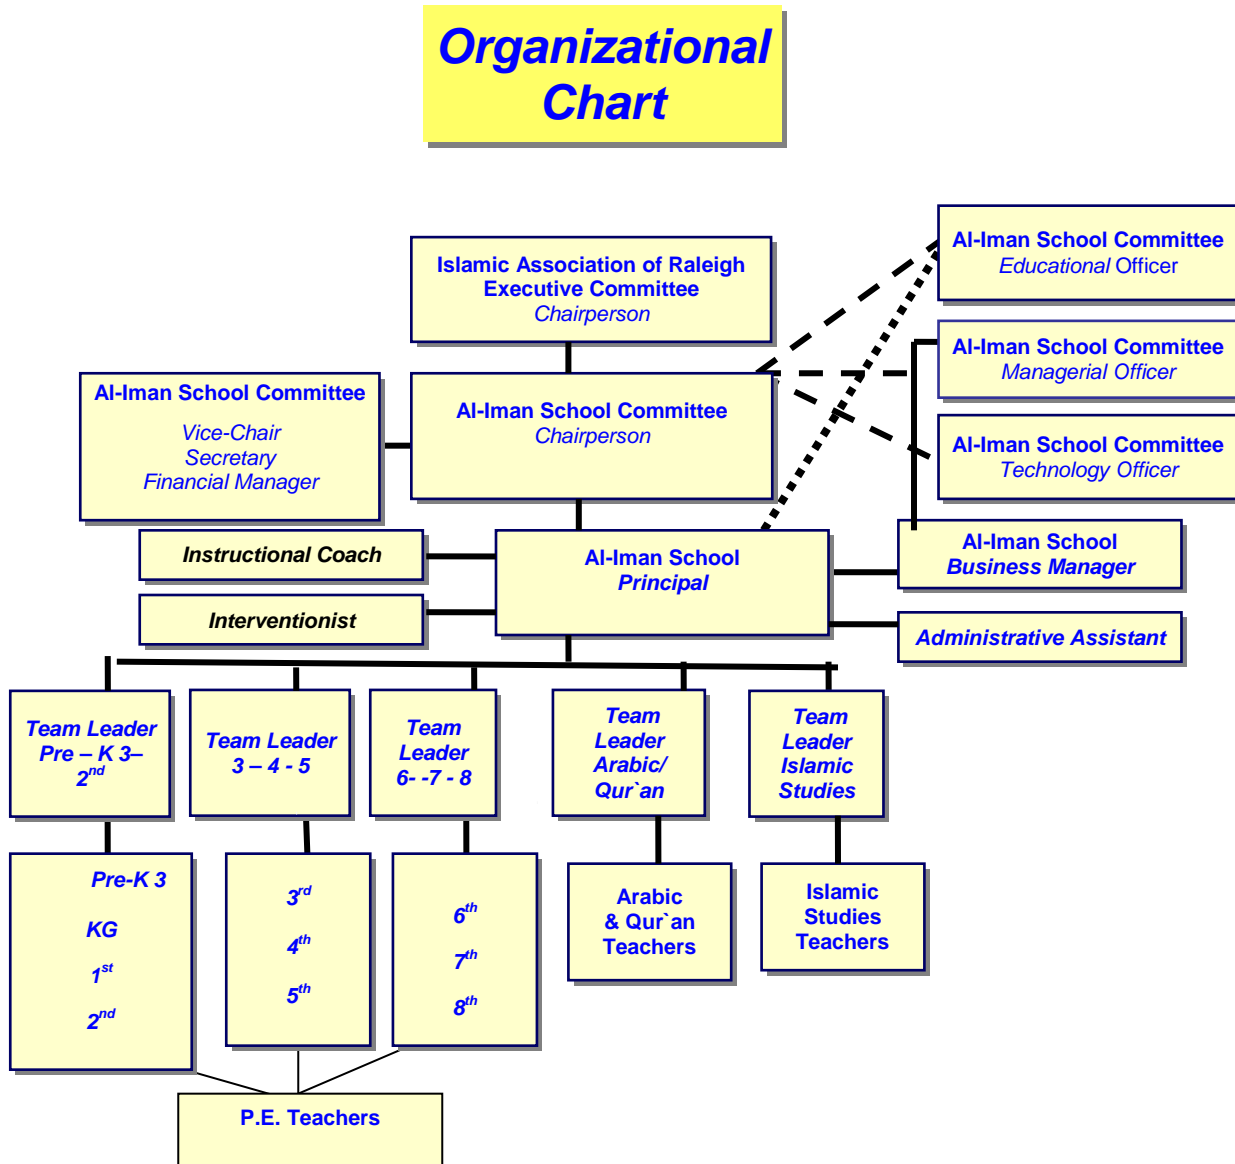 Organizational
Chart
Al-Iman School Committee
Educational Officer
Islamic Association of Raleigh
Executive Committee
Chairperson
Al-Iman School Committee
Managerial Officer
Al-Iman School Committee
Vice-Chair
Secretary
Financial Manager
Al-Iman School Committee
Chairperson
Al-Iman School Committee
Technology Officer
Instructional Coach
Al-Iman School
Principal
Al-Iman School
Business Manager
Interventionist
Administrative Assistant
Team Leader
Pre – K 3–
2nd
Team Leader
3 – 4 - 5
Team
Leader
6- -7 - 8
Team
Leader
Arabic/
Qur`an
Team
Leader
Islamic
Studies
Pre-K 3
KG
1st
2nd
3rd
4th
5th
6th
7th
8th
Arabic
& Qur`an
Teachers
Islamic
Studies
Teachers
P.E. Teachers